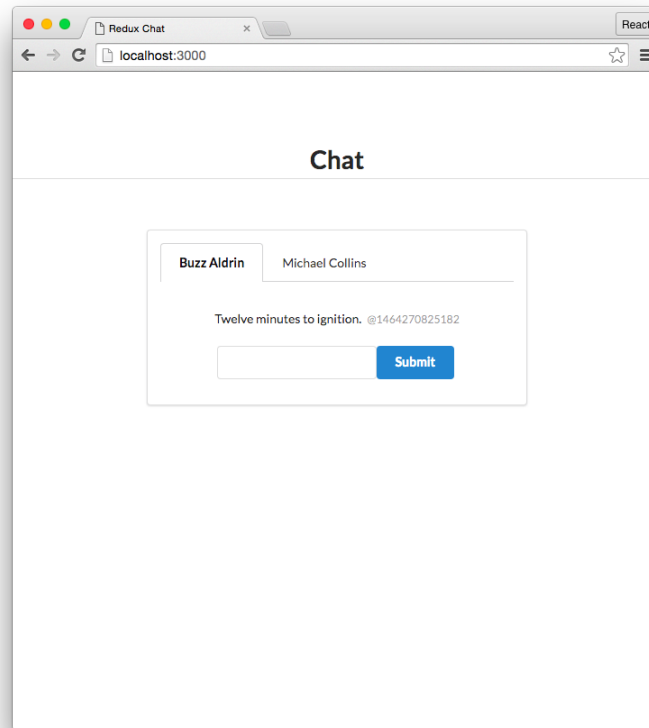 Redux Chat
React
localhost:3000
Chat
Buzz Aldrin Michael Collins
Twelve minutes to ignition. @1464270825182
Submit